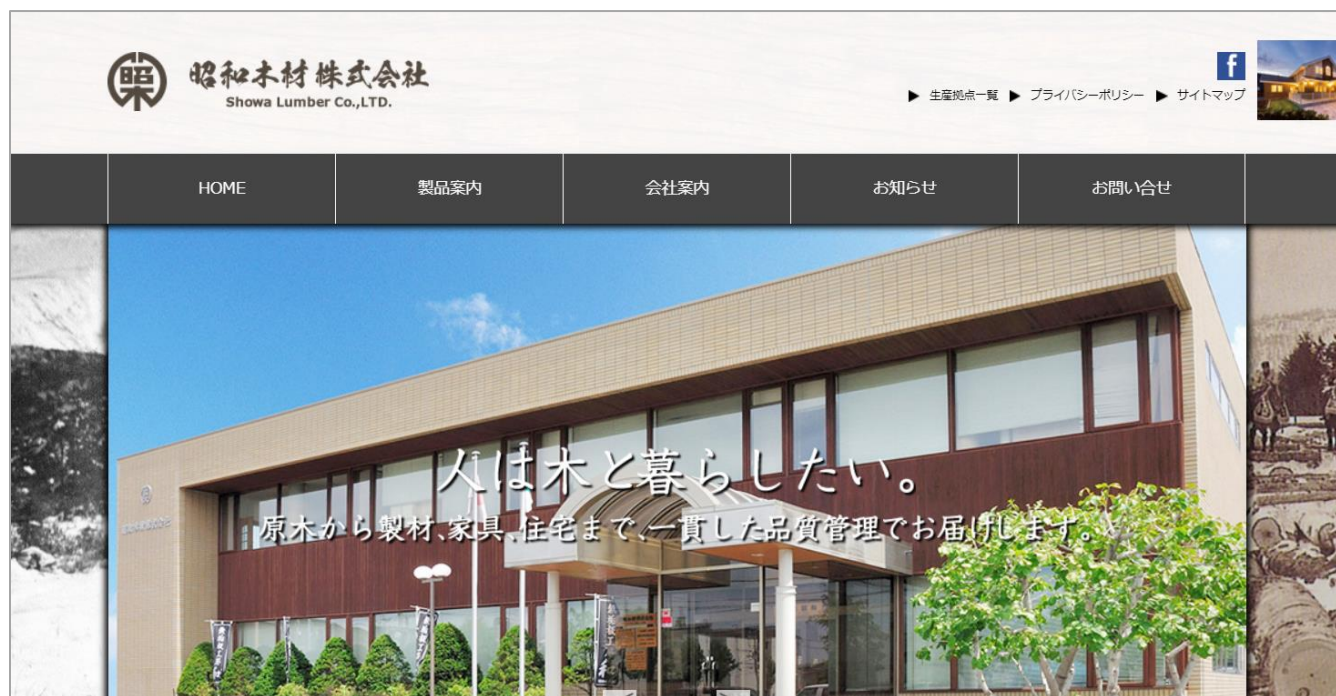 昭和木材株式会社
Showa Lumber Co.,LTD.
f
▶ 生産拠点一覧 ▶ プライバシーポリシー ▶ サイトマップ
HOME 製品案内 会社案内 お知らせ お問い合せ
人は木と暮らしたい。
原木から製材、家具、住宅まで、一貫した品質管理でお届けします。